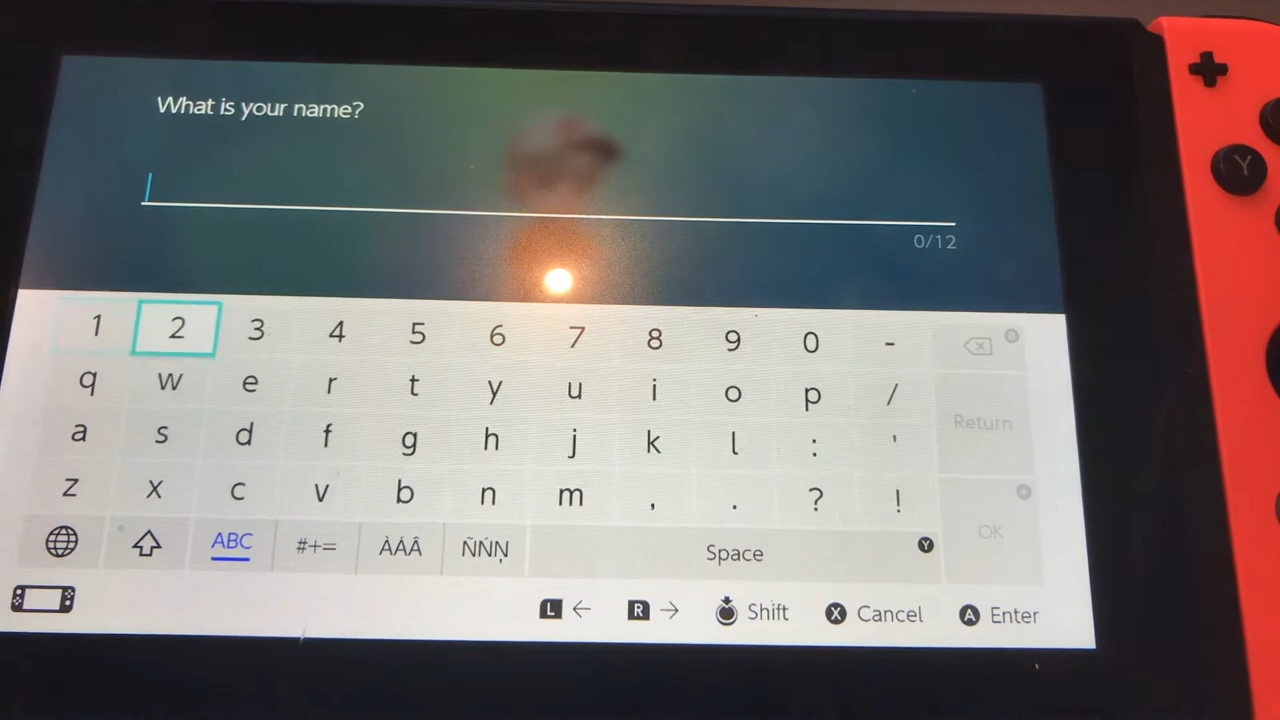 What is your name?
0/12
1 2 3 4 5 6 7 8 9 0 -
q w e r t y u i o p /
Return
a s d f g h j k l : '
z x c v b n m , . ? !
OK
ABC #+= ÀÁÂ ÑŃŅ Space Y
L ← R → Shift X Cancel A Enter
Y